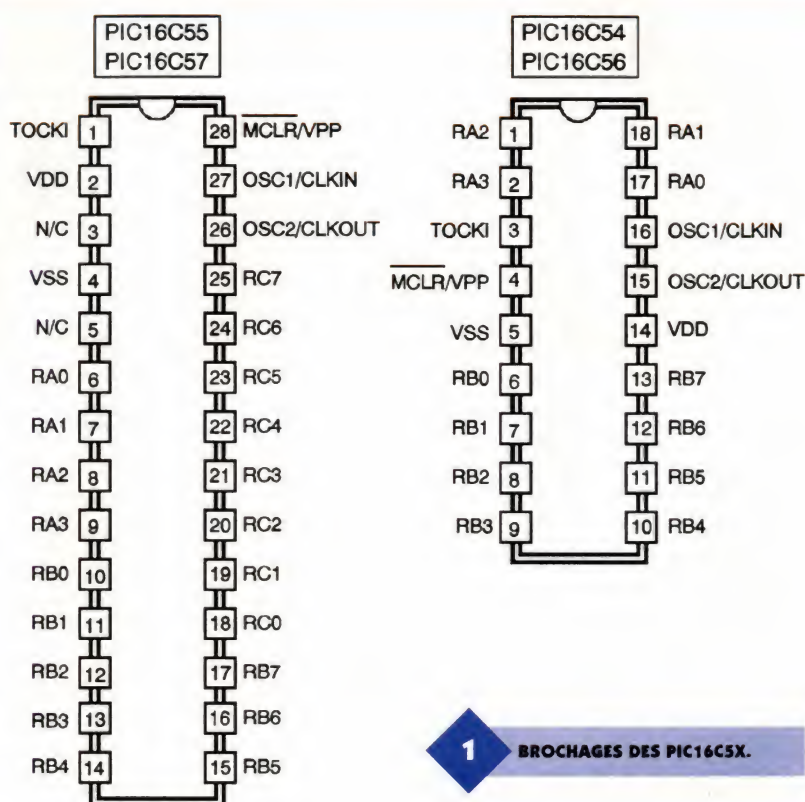 PIC16C55
PIC16C57
TOCKI 1 28 MCLR/VPP
VDD 2 27 OSC1/CLKIN
N/C 3 26 OSC2/CLKOUT
VSS 4 25 RC7
N/C 5 24 RC6
RA0 6 23 RC5
RA1 7 22 RC4
RA2 8 21 RC3
RA3 9 20 RC2
RB0 10 19 RC1
RB1 11 18 RC0
RB2 12 17 RB7
RB3 13 16 RB6
RB4 14 15 RB5
PIC16C54
PIC16C56
RA2 1 18 RA1
RA3 2 17 RA0
TOCKI 3 16 OSC1/CLKIN
MCLR/VPP 4 15 OSC2/CLKOUT
VSS 5 14 VDD
RB0 6 13 RB7
RB1 7 12 RB6
RB2 8 11 RB5
RB3 9 10 RB4
1 BROCHAGES DES PIC16C5X.